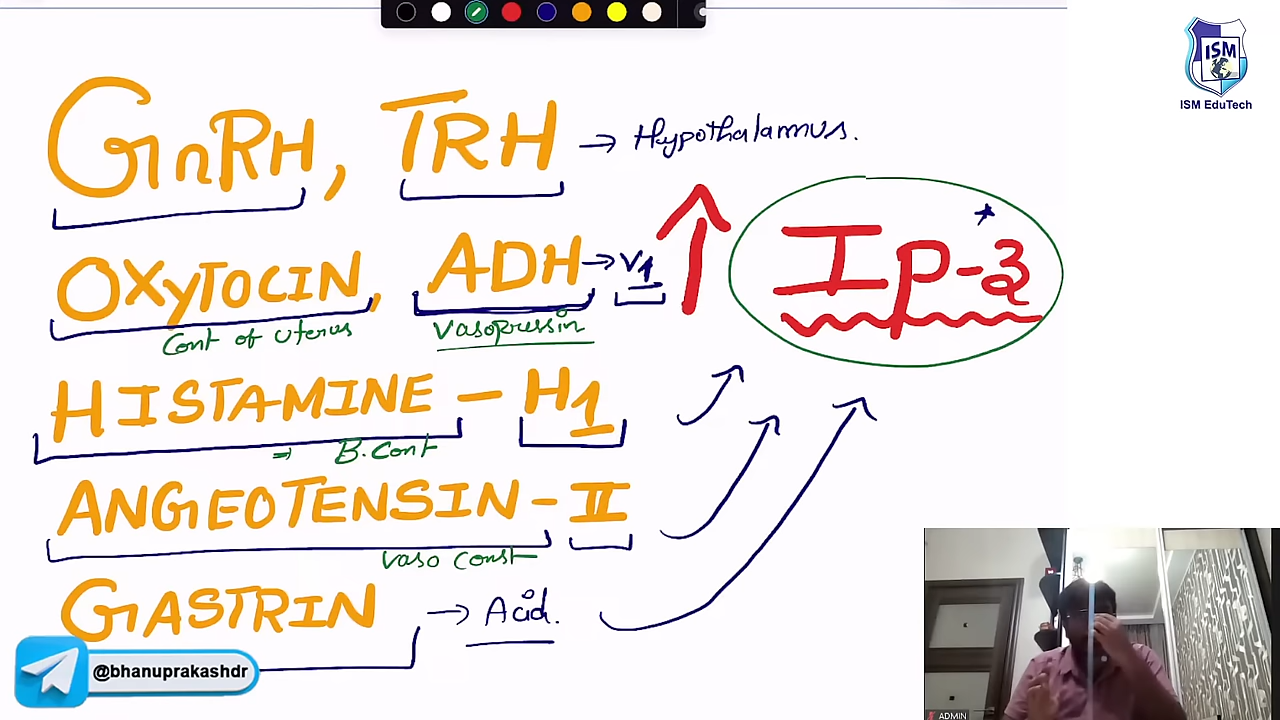 ISM
ISM EduTech
GnRH, TRH → Hypothalamus.
OXYTOCIN, ADH → V1 ↑ IP-3
Cont of uterus Vasopressin
HISTAMINE - H1
⇒ B.Cont
ANGEOTENSIN - II
Vaso Const
GASTRIN → Acid.
@bhanuprakashdr
ADMIN